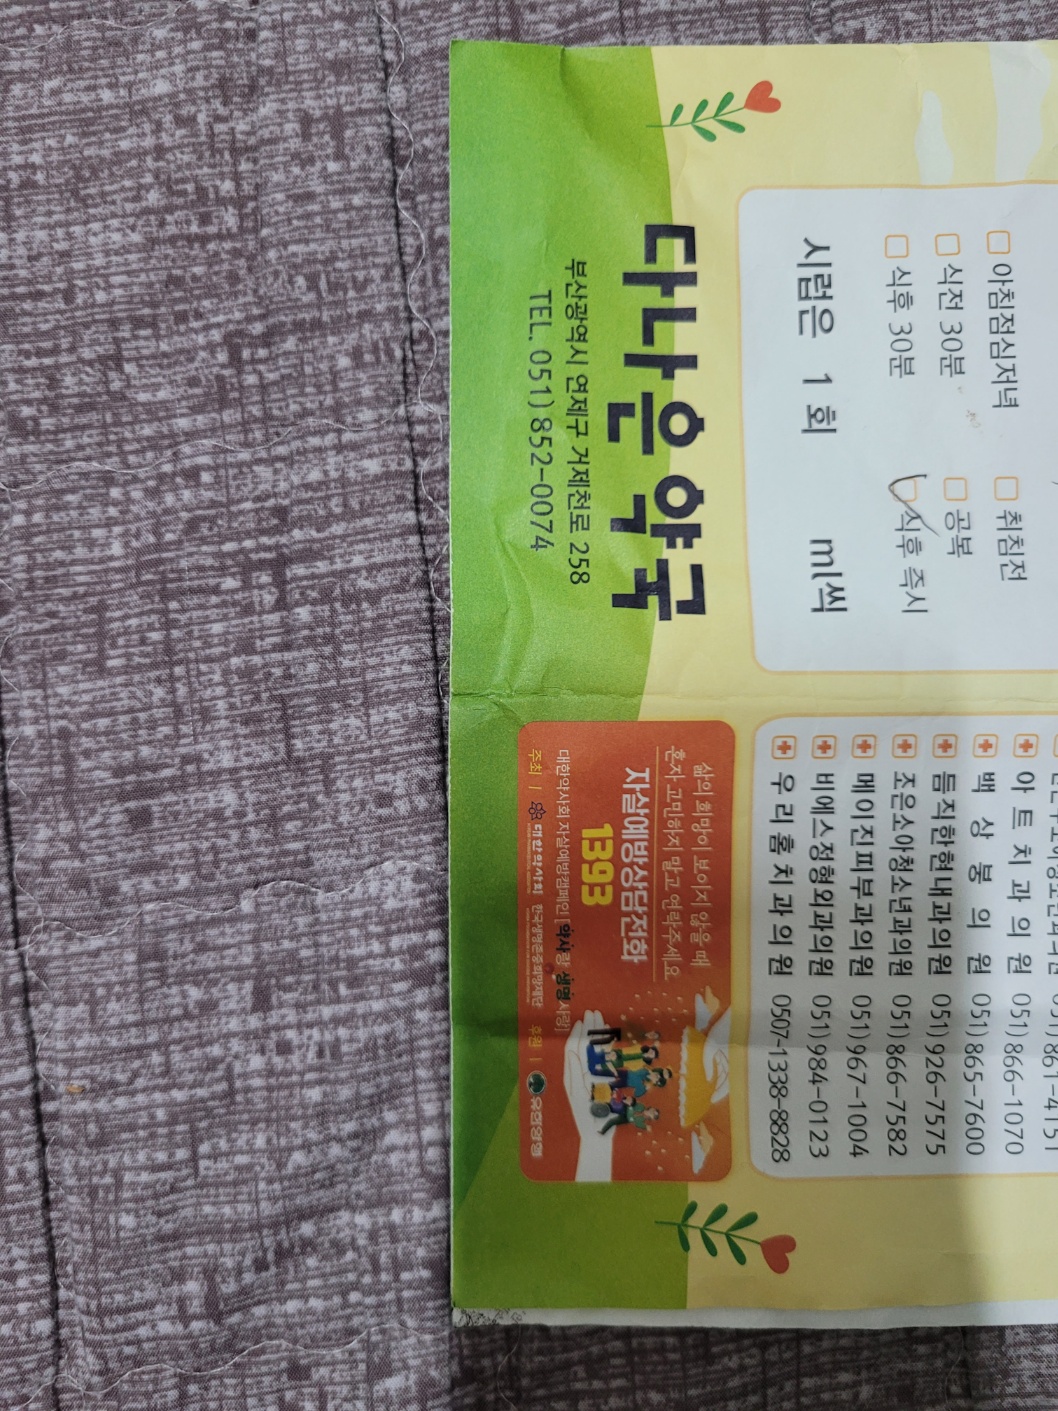 □ 아침점심저녁 □ 취침전
□ 식전 30분 □ 공복
□ 식후 30분 □ 식후 즉시
시럽은 1 회 ml씩
다나은약국
부산광역시 연제구 거제천로 258
TEL. 051) 852-0074
아 트 치 과 의 원 051) 866-1070
백 상 붕 의 원 051) 865-7600
듬직한현내과의원 051) 926-7575
조은소아청소년과의원 051) 866-7582
메이진피부과의원 051) 967-1004
비에스정형외과의원 051) 984-0123
우 리 홈 치 과 의 원 0507-1338-8828
삶의 희망이 보이지 않을 때
혼자 고민하지 말고 연락주세요
자살예방상담전화
1393
대한약사회 자살예방캠페인 [약사랑 생명사랑]
주최 | 대한약사회 한국생명존중희망재단 후원 | 유한양행